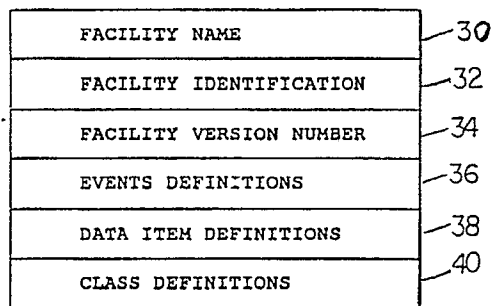 FACILITY NAME 30
FACILITY IDENTIFICATION 32
FACILITY VERSION NUMBER 34
EVENTS DEFINITIONS 36
DATA ITEM DEFINITIONS 38
CLASS DEFINITIONS 40